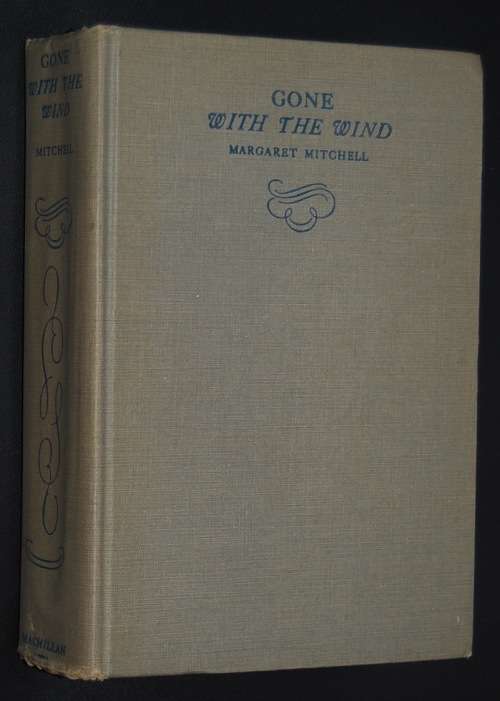 GONE
WITH THE
WIND
MITCHELL
MACMILLAN
GONE
WITH THE WIND
MARGARET MITCHELL